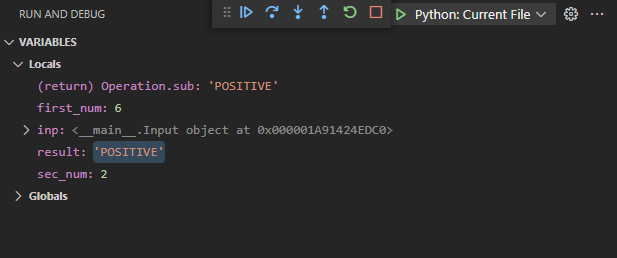 RUN AND DEBUG
Python: Current File
VARIABLES
Locals
(return) Operation.sub: 'POSITIVE'
first_num: 6
inp: <__main__.Input object at 0x000001A91424EDC0>
result: 'POSITIVE'
sec_num: 2
Globals